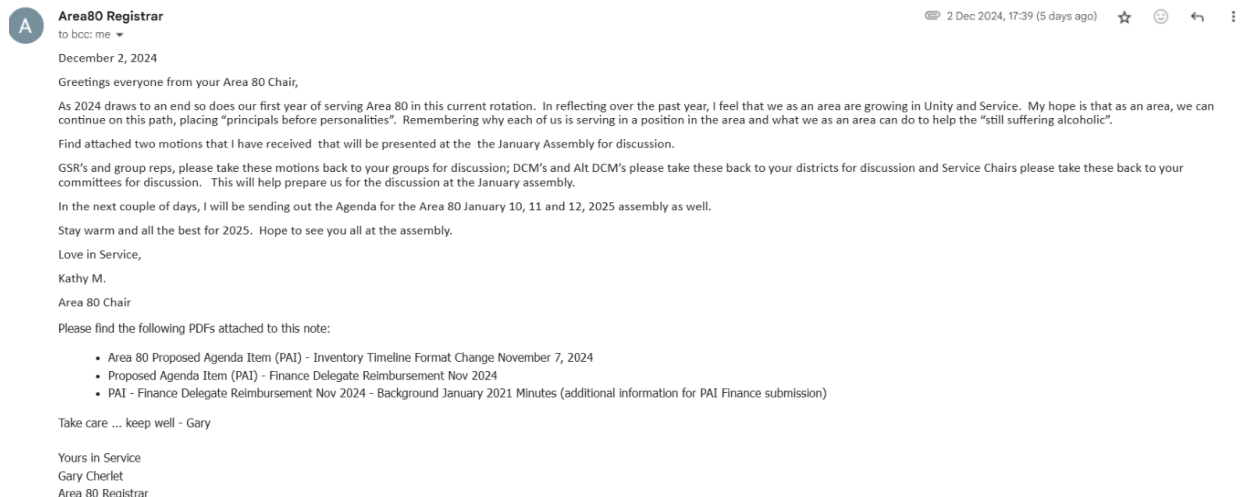 A
Area80 Registrar
2 Dec 2024, 17:39 (5 days ago)
to bcc: me
December 2, 2024
Greetings everyone from your Area 80 Chair,
As 2024 draws to an end so does our first year of serving Area 80 in this current rotation.  In reflecting over the past year, I feel that we as an area are growing in Unity and Service.  My hope is that as an area, we can
continue on this path, placing “principals before personalities”.  Remembering why each of us is serving in a position in the area and what we as an area can do to help the “still suffering alcoholic”.
Find attached two motions that I have received  that will be presented at the  the January Assembly for discussion.
GSR’s and group reps, please take these motions back to your groups for discussion; DCM’s and Alt DCM’s please take these back to your districts for discussion and Service Chairs please take these back to your
committees for discussion.   This will help prepare us for the discussion at the January assembly.
In the next couple of days, I will be sending out the Agenda for the Area 80 January 10, 11 and 12, 2025 assembly as well.
Stay warm and all the best for 2025.  Hope to see you all at the assembly.
Love in Service,
Kathy M.
Area 80 Chair
Please find the following PDFs attached to this note:
• Area 80 Proposed Agenda Item (PAI) - Inventory Timeline Format Change November 7, 2024
• Proposed Agenda Item (PAI) - Finance Delegate Reimbursement Nov 2024
• PAI - Finance Delegate Reimbursement Nov 2024 - Background January 2021 Minutes (additional information for PAI Finance submission)
Take care ... keep well - Gary
Yours in Service
Gary Cherlet
Area 80 Registrar